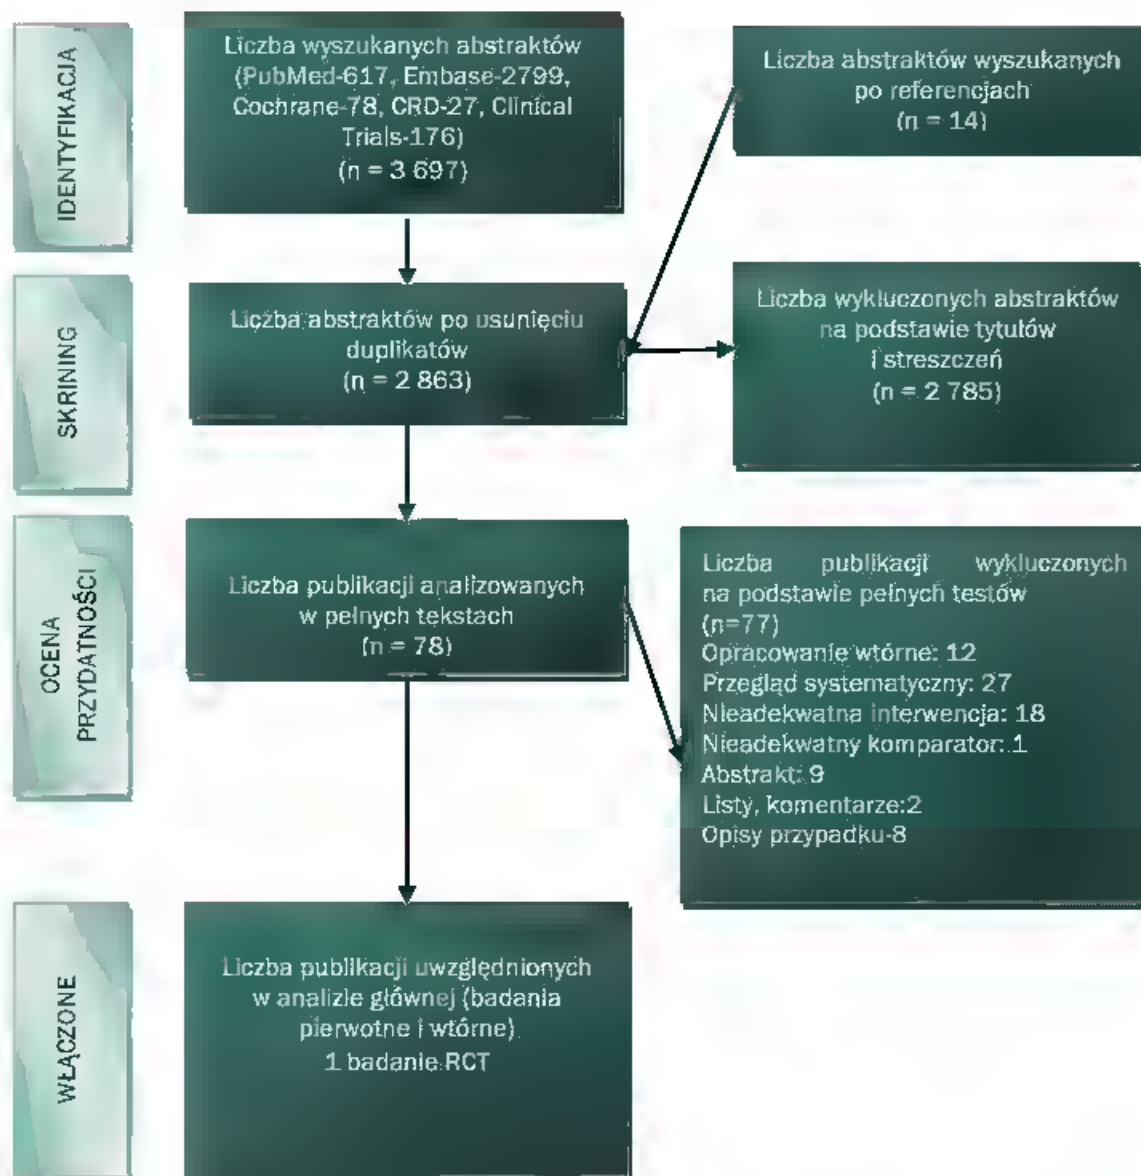 IDENTYFIKACJA
Liczba wyszukanych abstraktów
(PubMed-617, Embase-2799,
Cochrane-78, CRD-27, Clinical
Trials-176)
(n = 3 697)
Liczba abstraktów wyszukanych
po referencjach
(n = 14)
SKRINING
Liczba abstraktów po usunięciu
duplikatów
(n = 2 863)
Liczba wykluczonych abstraktów
na podstawie tytułów
i streszczeń
(n = 2 785)
OCENA
PRZYDATNOŚCI
Liczba publikacji analizowanych
w pełnych tekstach
(n = 78)
Liczba publikacji wykluczonych
na podstawie pełnych testów
(n=77)
Opracowanie wtórne: 12
Przegląd systematyczny: 27
Nieadekwatna interwencja: 18
Nieadekwatny komparator: 1
Abstrakt: 9
Listy, komentarze:2
Opisy przypadku-8
WŁĄCZONE
Liczba publikacji uwzględnionych
w analizie głównej (badania
pierwotne i wtórne)
1 badanie RCT